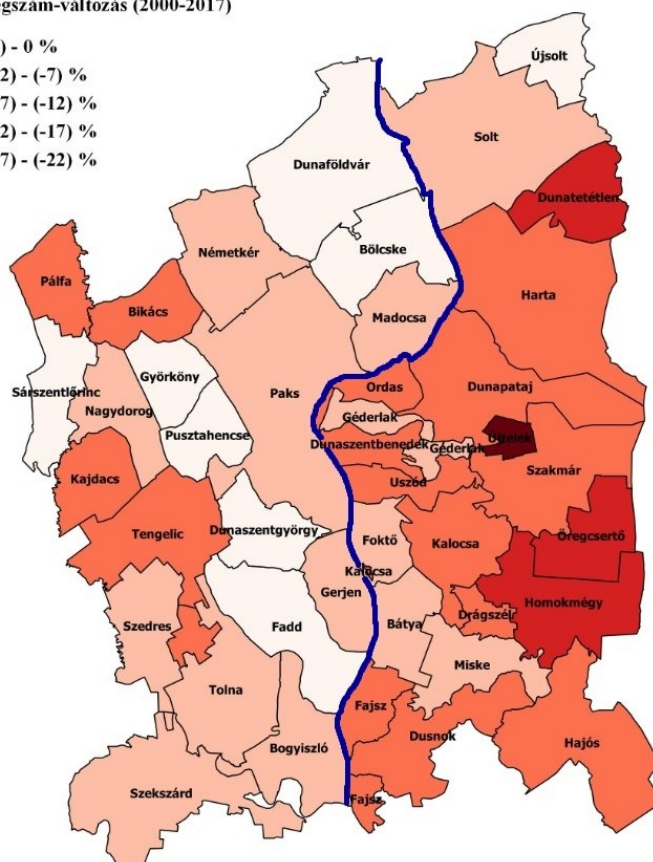 égszám-változás (2000-2017)
) - 0 %
2) - (-7) %
7) - (-12) %
2) - (-17) %
7) - (-22) %
Újsolt
Solt
Dunaföldvár
Dunatetétlen
Németkér
Bölcske
Pálfa
Harta
Bikács
Madocsa
Györköny
Ordas
Dunapataj
Sárszentlőrinc
Paks
Nagydorog
Géderlak
Pusztahencse
Dunaszentbenedek
Újtelek
Géderlak
Szakmár
Kajdacs
Uszód
Tengelic
Dunaszentgyörgy
Foktő
Kalocsa
Öregcsertő
Kalocsa
Gerjen
Homokmégy
Szedres
Fadd
Bátya
Drágszél
Miske
Tolna
Fajsz
Dusnok
Hajós
Bogyiszló
Szekszárd
Fajsz